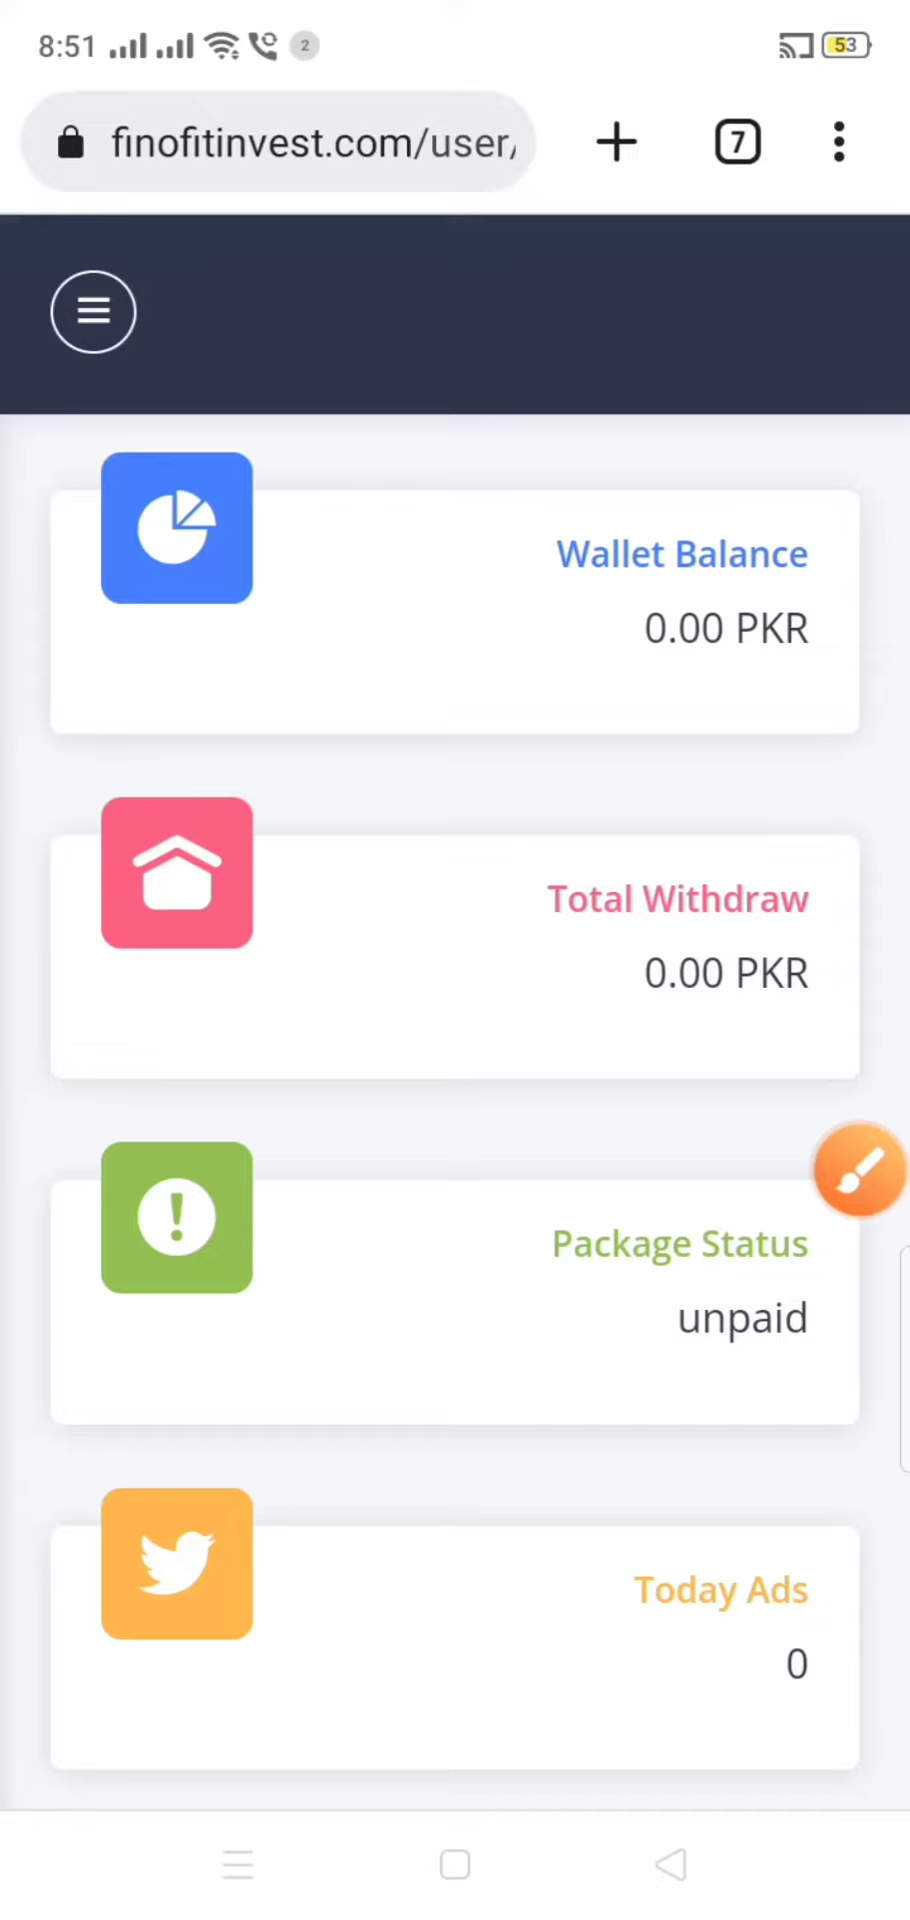 8:51
2
53
finofitinvest.com/user/
7
Wallet Balance
0.00 PKR
Total Withdraw
0.00 PKR
Package Status
unpaid
Today Ads
0